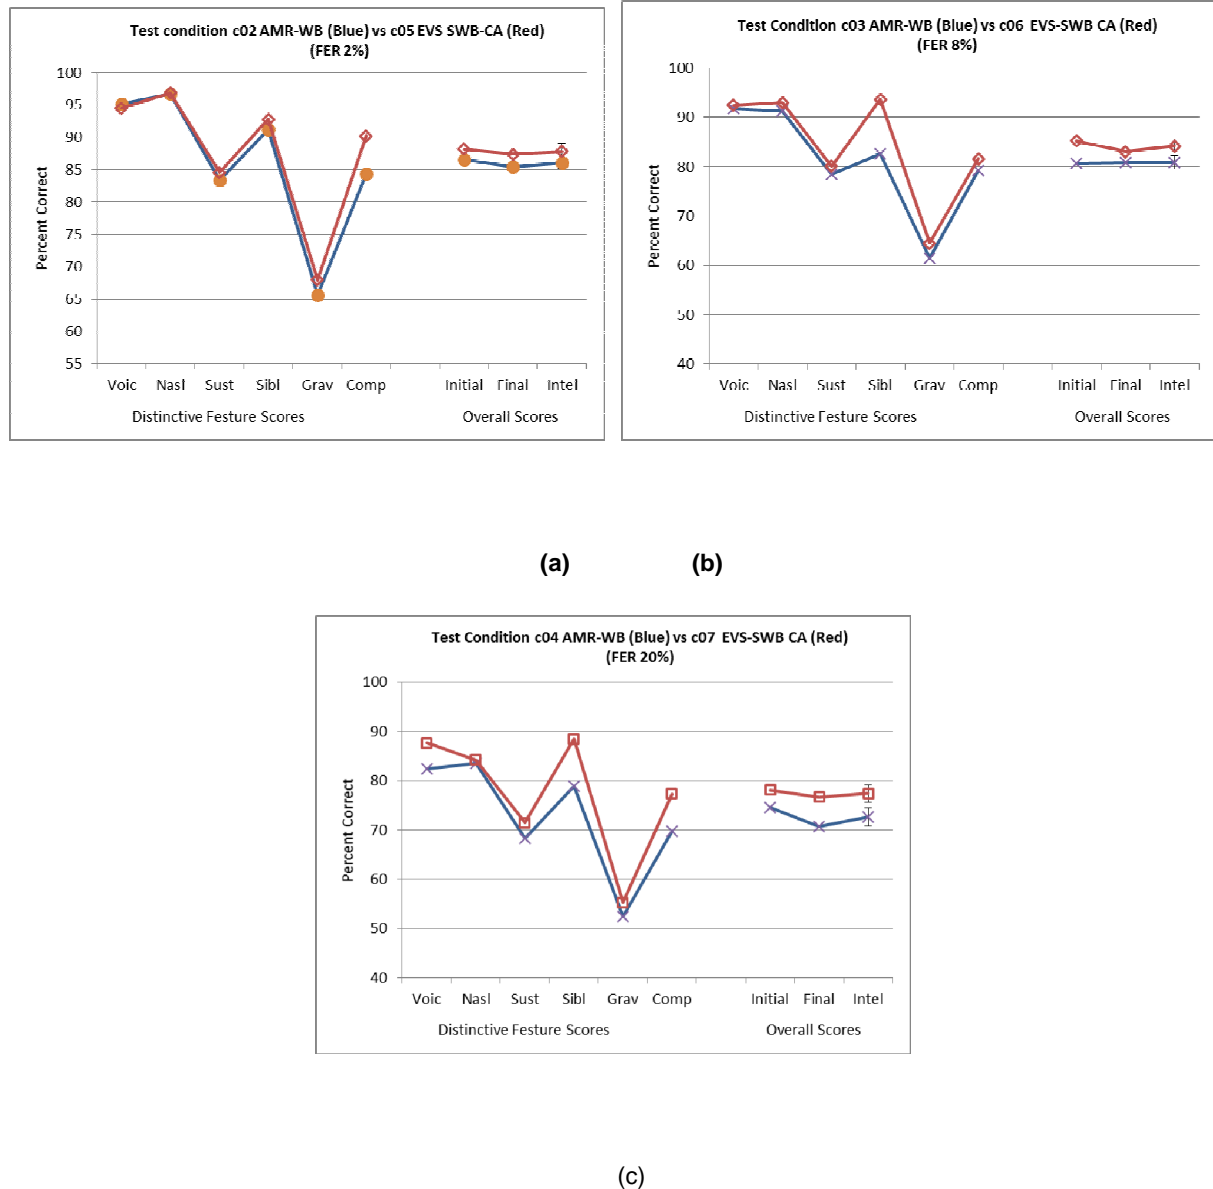 Test condition c02 AMR-WB (Blue) vs c05 EVS SWB-CA (Red)
(FER 2%)
Percent Correct
100
95
90
85
80
75
70
65
60
55
Voic Nasl Sust Sibl Grav Comp Initial Final Intel
Distinctive Festure Scores Overall Scores
Test Condition c03 AMR-WB (Blue) vs c06 EVS-SWB CA (Red)
(FER 8%)
Percent Correct
100
90
80
70
60
50
40
Voic Nasl Sust Sibl Grav Comp Initial Final Intel
Distinctive Festure Scores Overall Scores
(a) (b)
Test Condition c04 AMR-WB (Blue) vs c07 EVS-SWB CA (Red)
(FER 20%)
Percent Correct
100
90
80
70
60
50
40
Voic Nasl Sust Sibl Grav Comp Initial Final Intel
Distinctive Festure Scores Overall Scores
(c)